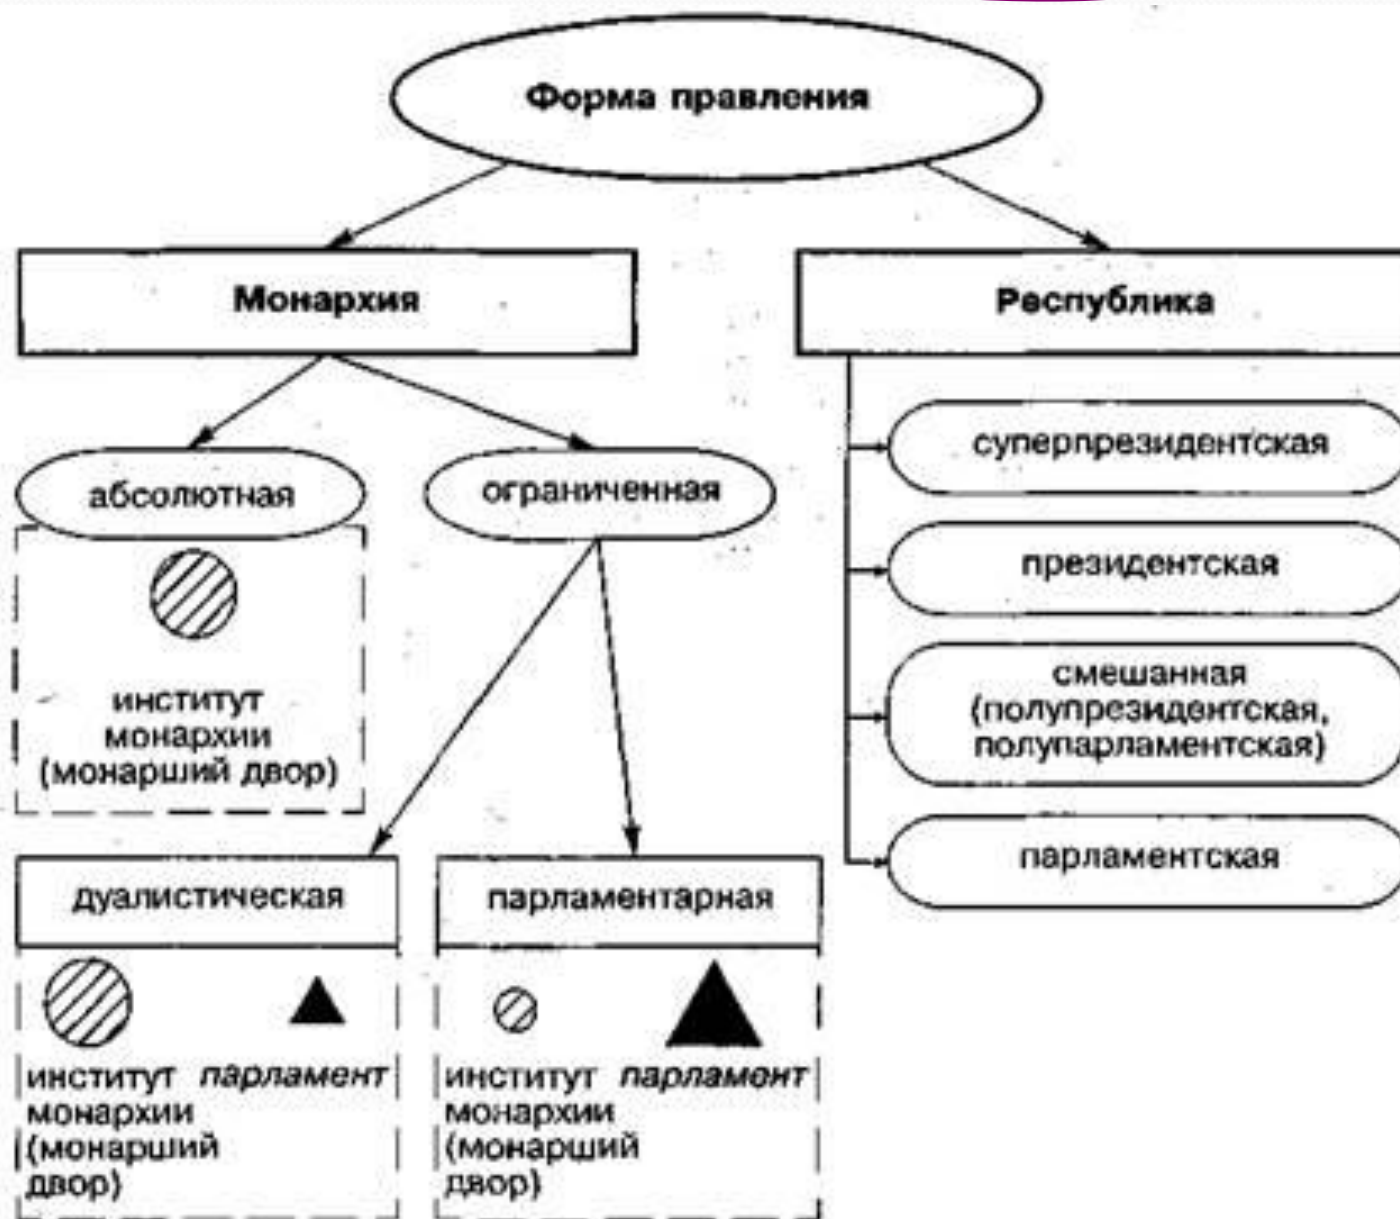 Форма правления
Монархия
Республика
абсолютная
ограниченная
институт
монархии
(монарший двор)
дуалистическая
парламентарная
институт парламент
монархии
(монарший
двор)
институт парламент
монархии
(монарший
двор)
суперпрезидентская
президентская
смешанная
(полупрезидентская,
полупарламентская)
парламентская